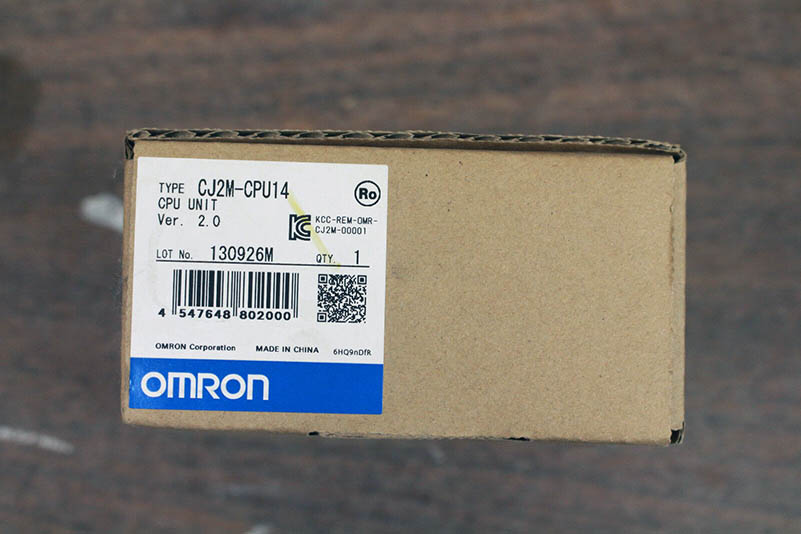 TYPE CJ2M-CPU14
CPU UNIT
Ver. 2.0
Ro
KC KCC-REM-OMR-
CJ2M-00001
LOT No. 130926M QTY. 1
4 547648 802000
OMRON Corporation MADE IN CHINA 6HQ9nDfR
OMRON